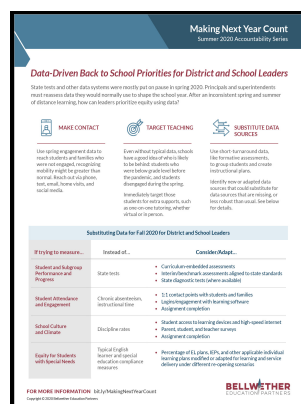 Making Next Year Count
Summer 2020 Accountability Series
Data-Driven Back to School Priorities for District and School Leaders
State tests and other data systems were mostly put on pause in spring 2020. Principals and superintendents
must reassess data they would normally use to shape the school year. After an inconsistent spring and summer
of distance learning, how can leaders prioritize equity using data?
MAKE CONTACT
Use spring engagement data to
reach students and families who
were not engaged, recognizing
mobility might be greater than
normal. Reach out via phone,
text, email, home visits, and
social media.
TARGET TEACHING
Even without typical data, schools
have a good idea of who is likely
to be behind: students who
were below grade level before
the pandemic, and students
disengaged during the spring.
Immediately target those
students for extra supports, such
as one-on-one tutoring, whether
virtual or in person.
SUBSTITUTE DATA
SOURCES
Use short-turnaround data,
like formative assessments,
to group students and create
instructional plans.
Identify new or adapted data
sources that could substitute for
data sources that are missing, or
less robust than usual. See below
for details.
Substituting Data for Fall 2020 for District and School Leaders
If trying to measure...
Instead of...
Consider/Adapt...
Student and Subgroup
Performance and
Progress
State tests
• Curriculum-embedded assessments
• Interim/benchmark assessments aligned to state standards
• State diagnostic tests (where available)
Student Attendance
and Engagement
Chronic absenteeism,
instructional time
• 1:1 contact points with students and families
• Logins/engagement with learning software
• Assignment completion
School Culture
and Climate
Discipline rates
• Student access to learning devices and high-speed internet
• Parent, student, and teacher surveys
• Assignment completion
Equity for Students
with Special Needs
Typical English
learner and special
education compliance
measures
• Percentage of EL plans, IEPs, and other applicable individual
learning plans modified or adapted for learning and service
delivery under different re-opening scenarios
FOR MORE INFORMATION bit.ly/MakingNextYearCount
Copyright © 2020 Bellwether Education Partners
BELLWETHER
EDUCATION PARTNERS